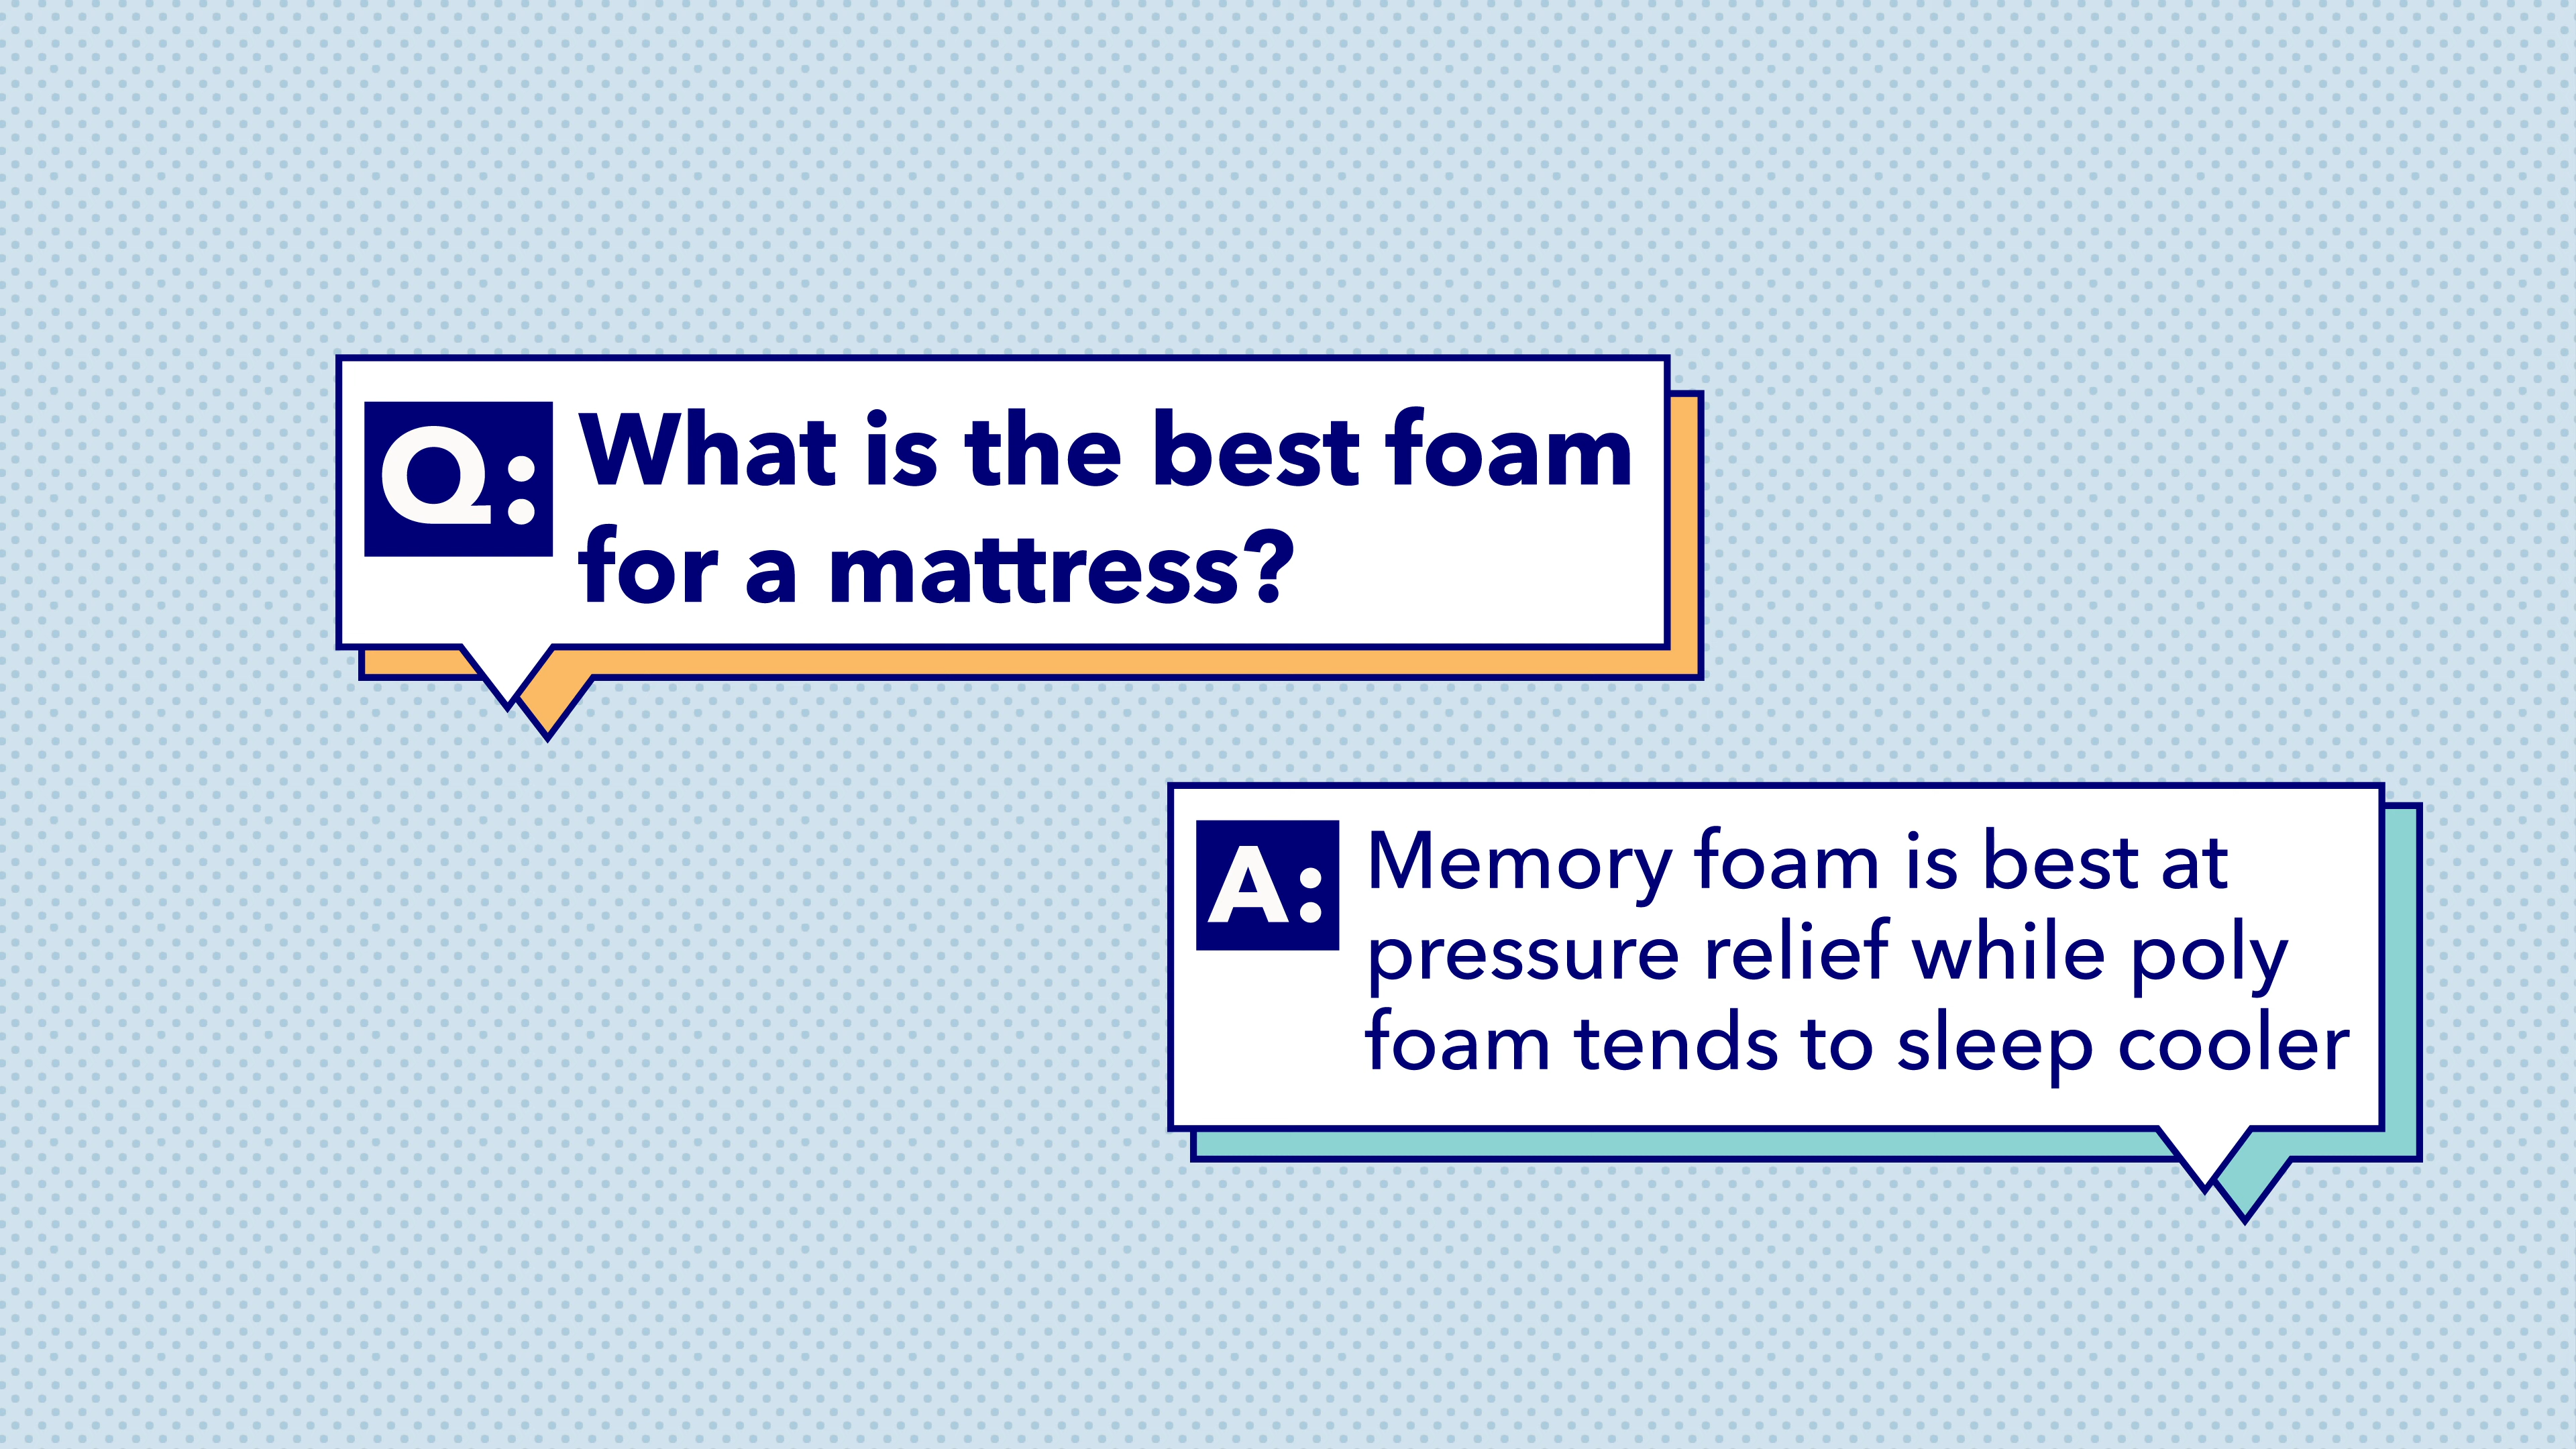 Q: What is the best foam
for a mattress?
A: Memory foam is best at
pressure relief while poly
foam tends to sleep cooler